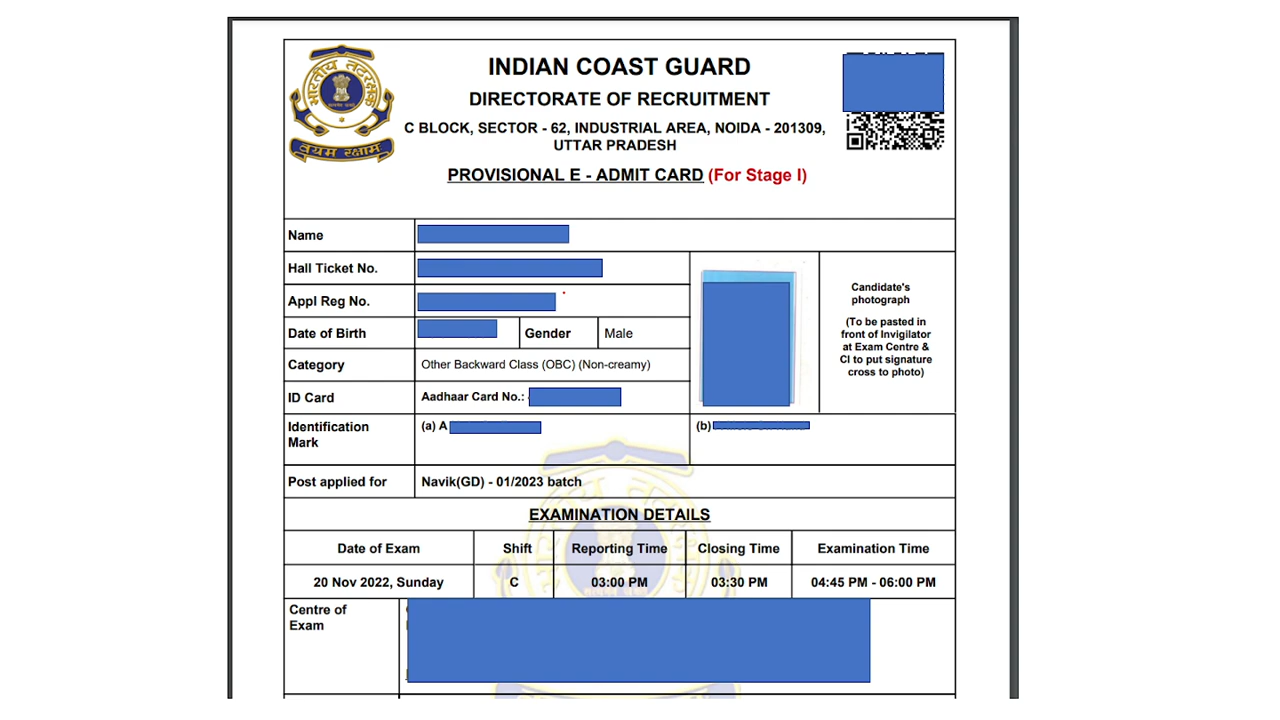 भारतीय तटरक्षक
वयम रक्षामः
INDIAN COAST GUARD
DIRECTORATE OF RECRUITMENT
C BLOCK, SECTOR - 62, INDUSTRIAL AREA, NOIDA - 201309,
UTTAR PRADESH
PROVISIONAL E - ADMIT CARD (For Stage I)
Name
Hall Ticket No.
Appl Reg No.
Date of Birth Gender Male
Category Other Backward Class (OBC) (Non-creamy)
ID Card Aadhaar Card No.:
Candidate's
photograph
(To be pasted in
front of Invigilator
at Exam Centre &
CI to put signature
cross to photo)
Identification (a) A (b)
Mark
Post applied for Navik(GD) - 01/2023 batch
EXAMINATION DETAILS
Date of Exam Shift Reporting Time Closing Time Examination Time
20 Nov 2022, Sunday C 03:00 PM 03:30 PM 04:45 PM - 06:00 PM
Centre of
Exam